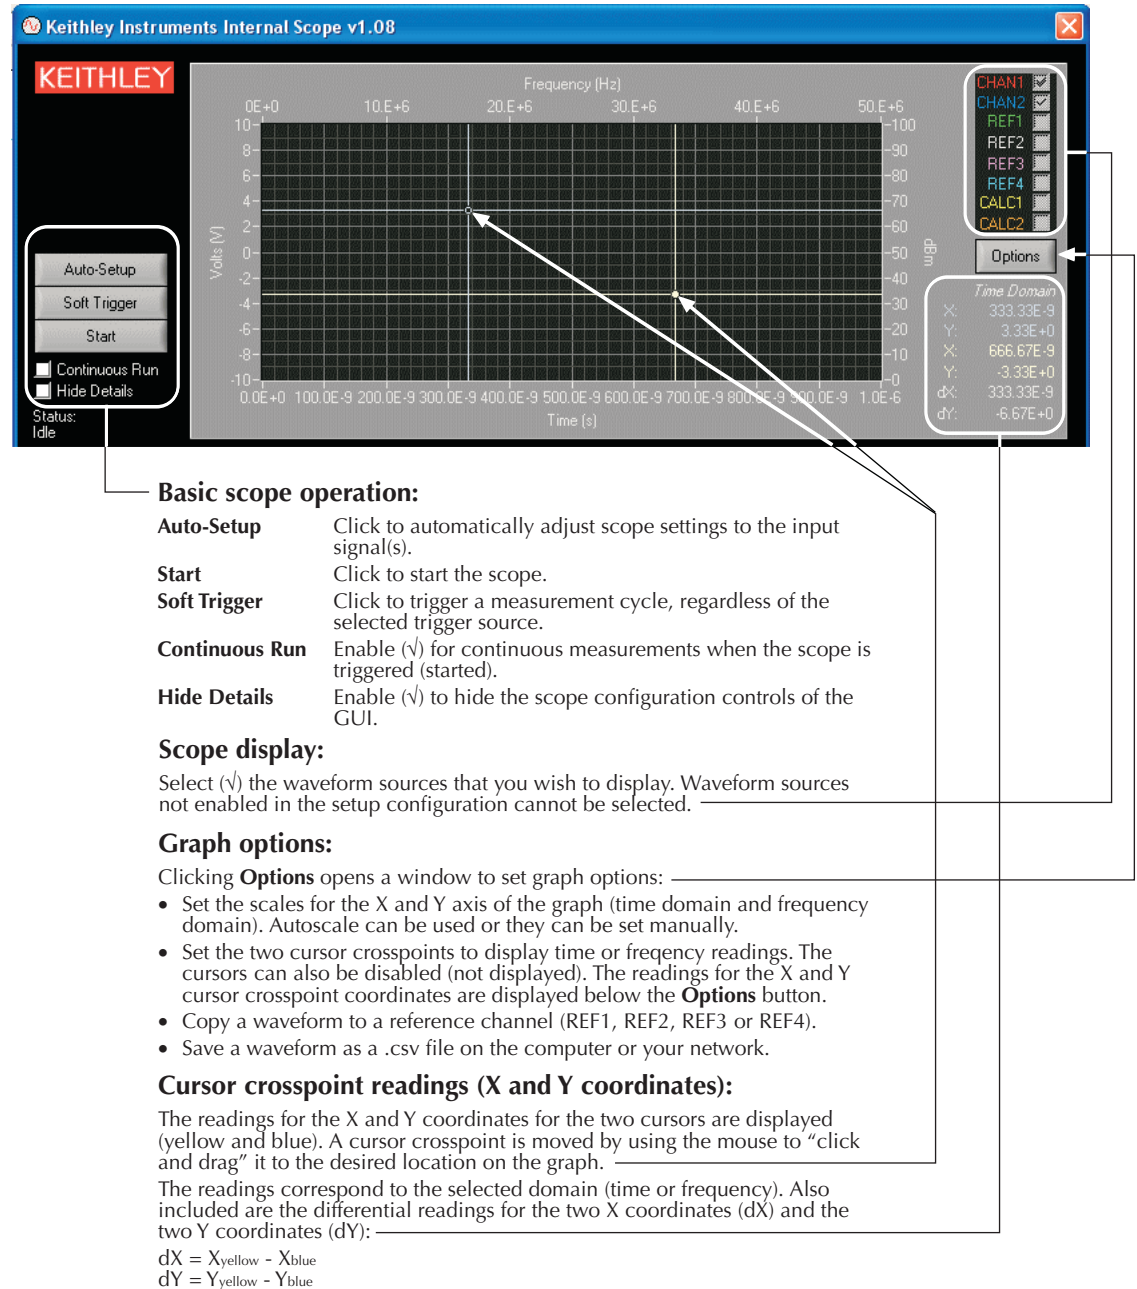 Keithley Instruments Internal Scope v1.08
KEITHLEY
Frequency (Hz)
0E+0 10.E+6 20.E+6 30.E+6 40.E+6 50.E+6
10
8
6
4
2
0
-2
-4
-6
-8
-10
Volts (V)
100
90
80
70
60
50
40
30
20
10
0
dBm
0.0E+0 100.0E-9 200.0E-9 300.0E-9 400.0E-9 500.0E-9 600.0E-9 700.0E-9 800.0E-9 900.0E-9 1.0E-6
Time (s)
CHAN1
CHAN2
REF1
REF2
REF3
REF4
CALC1
CALC2
Options
Time Domain
X: 333.33E-9
Y: 3.33E+0
X: 666.67E-9
Y: -3.33E+0
dX: 333.33E-9
dY: -6.67E+0
Auto-Setup
Soft Trigger
Start
Continuous Run
Hide Details
Status:
Idle
Basic scope operation:
Auto-Setup Click to automatically adjust scope settings to the input
signal(s).
Start Click to start the scope.
Soft Trigger Click to trigger a measurement cycle, regardless of the
selected trigger source.
Continuous Run Enable (√) for continuous measurements when the scope is
triggered (started).
Hide Details Enable (√) to hide the scope configuration controls of the
GUI.
Scope display:
Select (√) the waveform sources that you wish to display. Waveform sources
not enabled in the setup configuration cannot be selected.
Graph options:
Clicking Options opens a window to set graph options:
• Set the scales for the X and Y axis of the graph (time domain and frequency
domain). Autoscale can be used or they can be set manually.
• Set the two cursor crosspoints to display time or freqency readings. The
cursors can also be disabled (not displayed). The readings for the X and Y
cursor crosspoint coordinates are displayed below the Options button.
• Copy a waveform to a reference channel (REF1, REF2, REF3 or REF4).
• Save a waveform as a .csv file on the computer or your network.
Cursor crosspoint readings (X and Y coordinates):
The readings for the X and Y coordinates for the two cursors are displayed
(yellow and blue). A cursor crosspoint is moved by using the mouse to “click
and drag” it to the desired location on the graph.
The readings correspond to the selected domain (time or frequency). Also
included are the differential readings for the two X coordinates (dX) and the
two Y coordinates (dY):
dX = Xyellow - Xblue
dY = Yyellow - Yblue